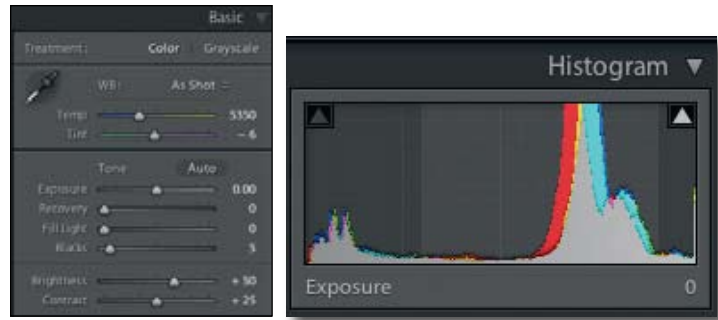 Basic
Treatment: Color Grayscale
WB: As Shot
Temp 5350
Tint - 6
Tone Auto
Exposure 0.00
Recovery 0
Fill Light 0
Blacks 5
Brightness + 50
Contrast + 25
Histogram
Exposure 0